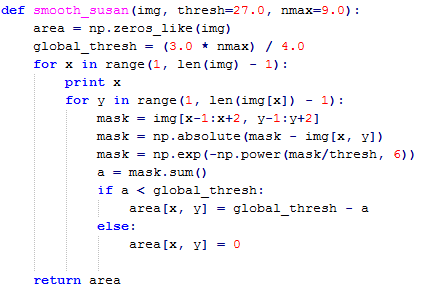 def smooth_susan(img, thresh=27.0, nmax=9.0):
    area = np.zeros_like(img)
    global_thresh = (3.0 * nmax) / 4.0
    for x in range(1, len(img) - 1):
        print x
        for y in range(1, len(img[x]) - 1):
            mask = img[x-1:x+2, y-1:y+2]
            mask = np.absolute(mask - img[x, y])
            mask = np.exp(-np.power(mask/thresh, 6))
            a = mask.sum()
            if a < global_thresh:
                area[x, y] = global_thresh - a
            else:
                area[x, y] = 0
    return area